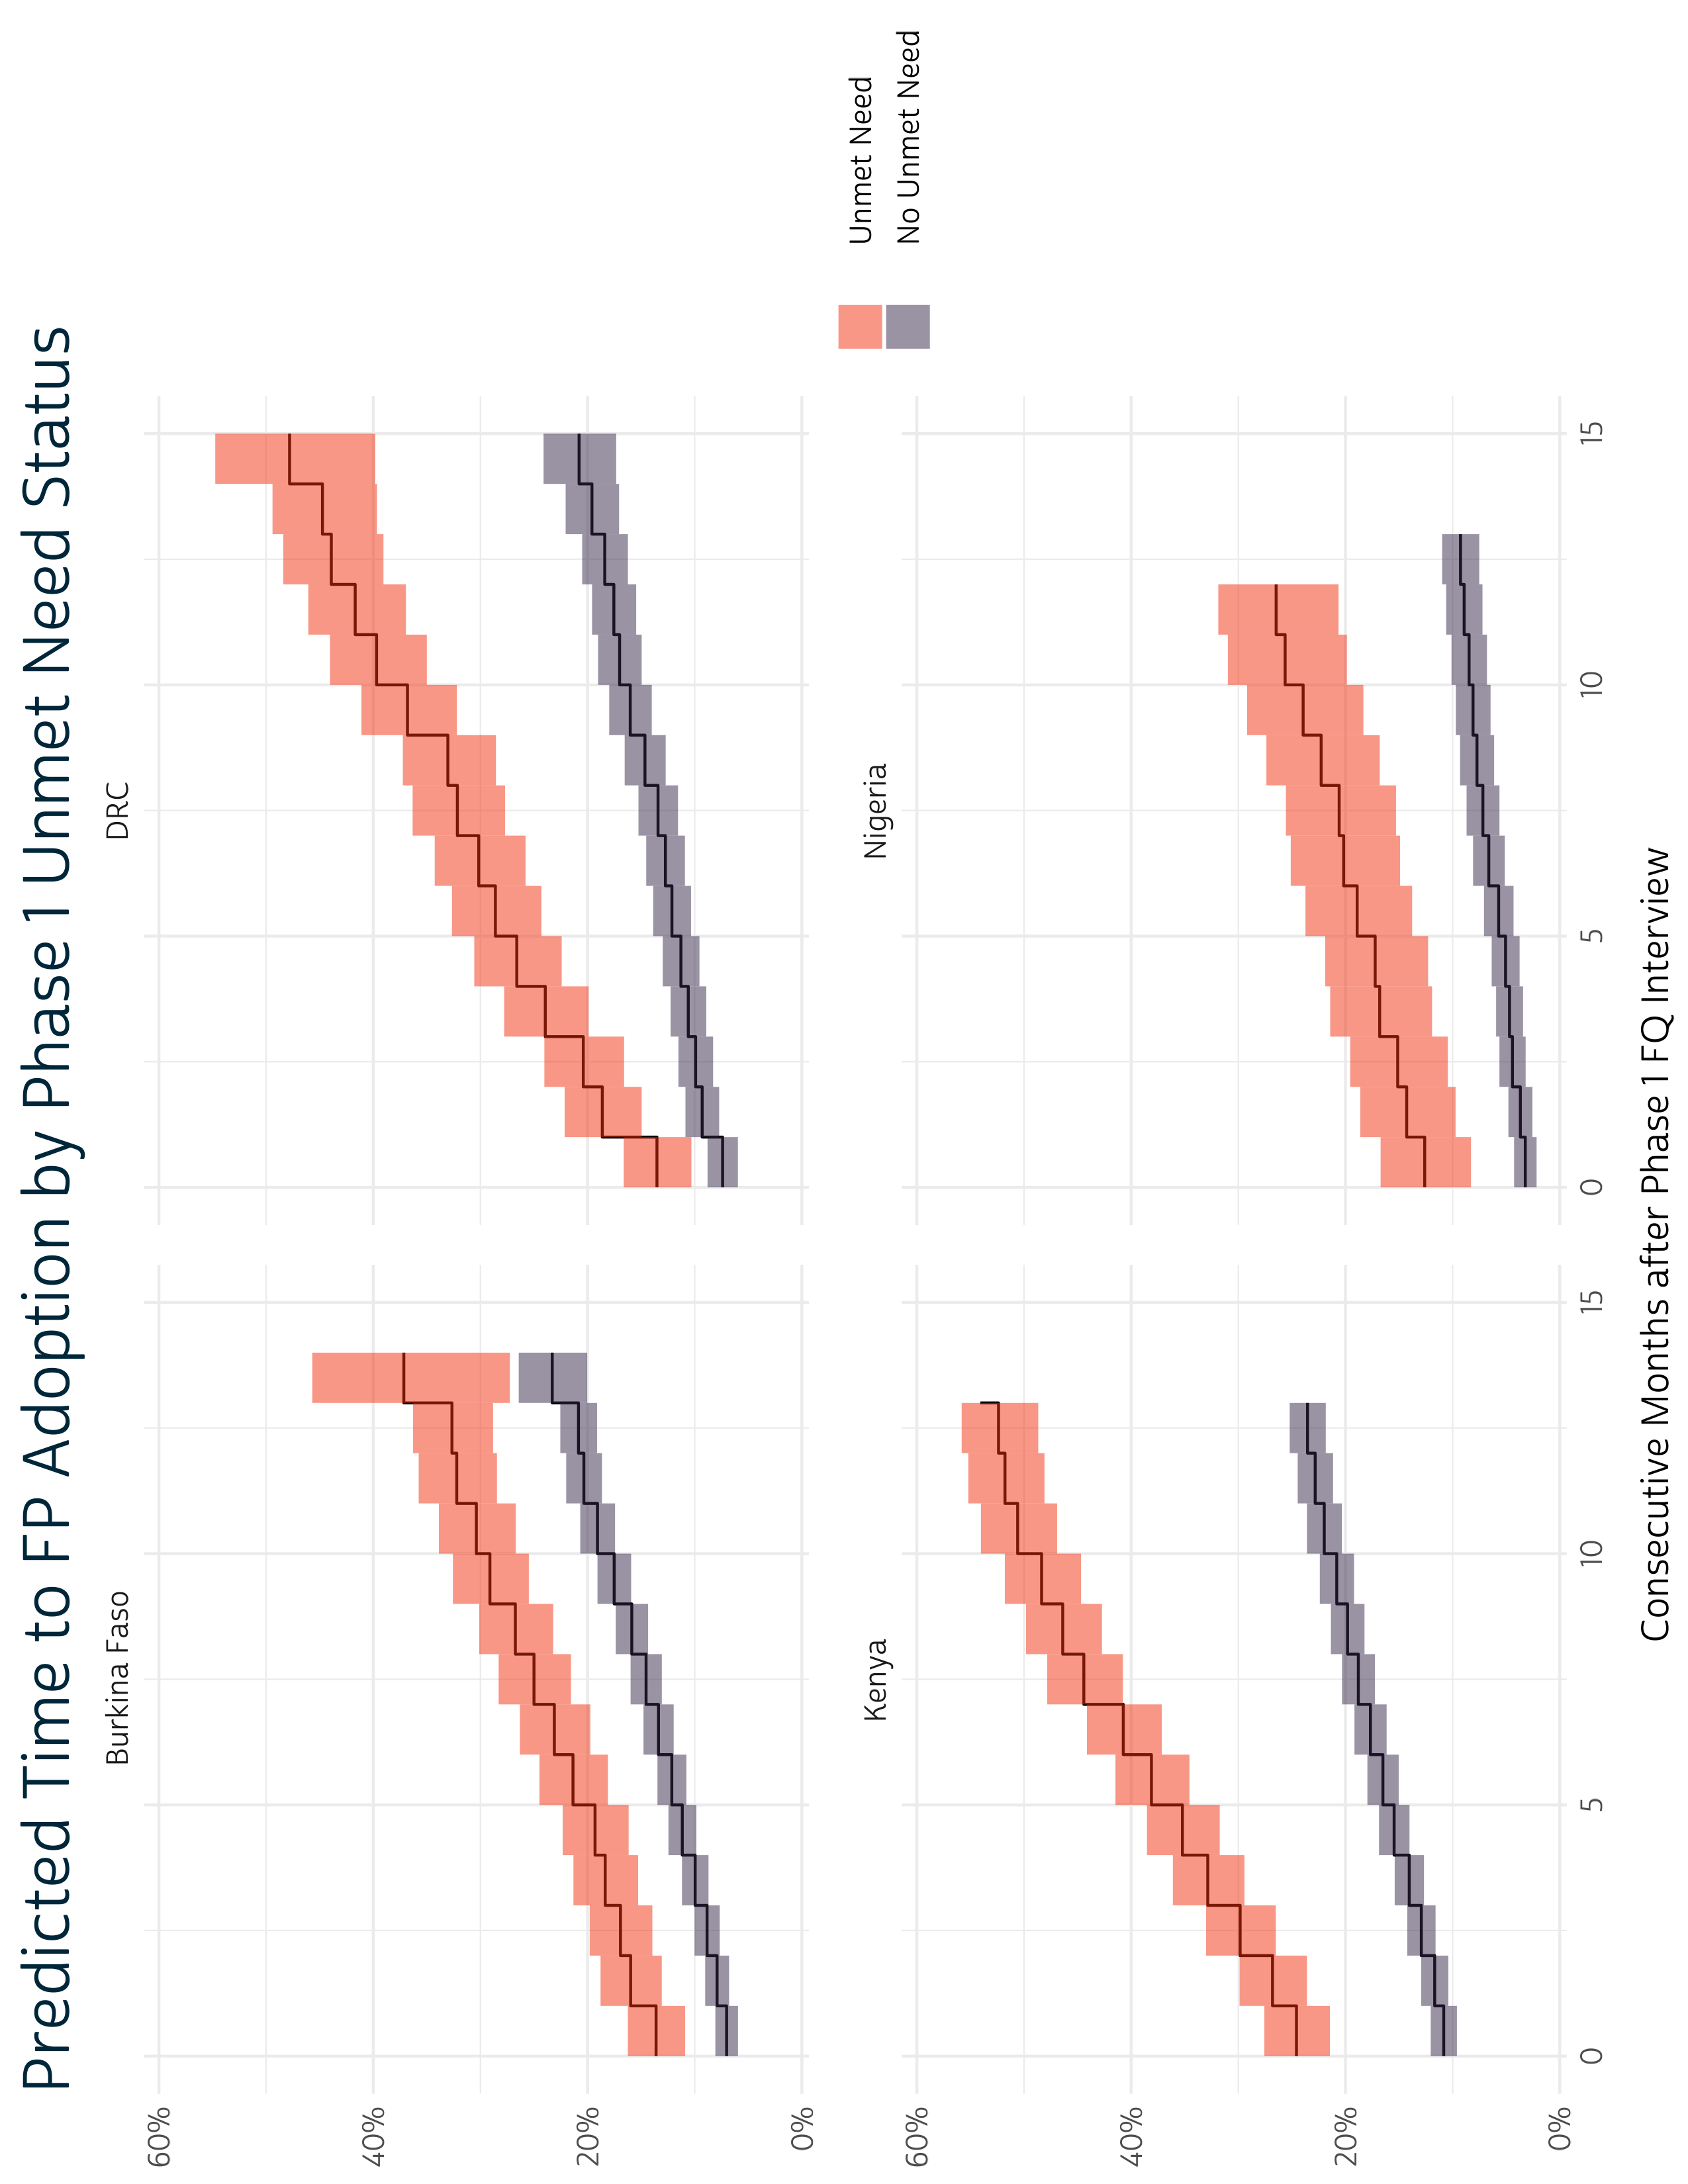 Predicted Time to FP Adoption by Phase 1 Unmet Need Status
Burkina Faso
DRC
60%
40%
20%
0%
Kenya
Nigeria
60%
40%
20%
0%
0
5
10
15
0
5
10
15
Consecutive Months after Phase 1 FQ Interview
Unmet Need
No Unmet Need